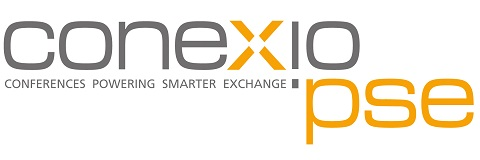 conexio
CONFERENCES POWERING SMARTER EXCHANGE
.pse